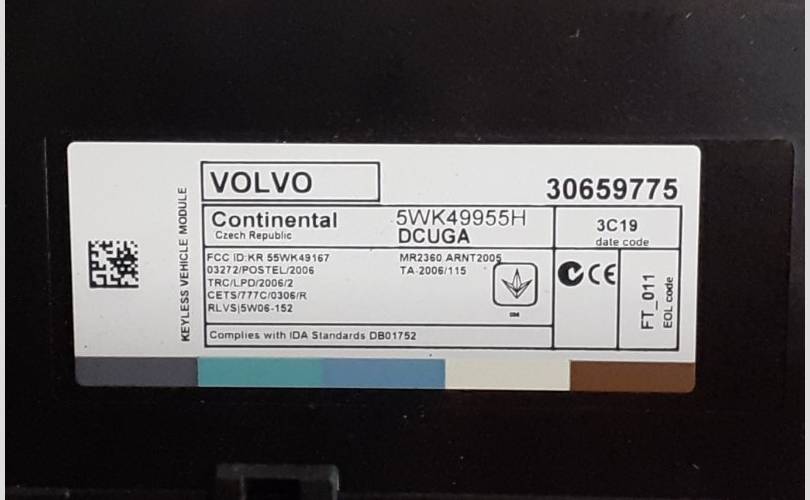 VOLVO
30659775
KEYLESS VEHICLE MODULE
Continental
Czech Republic
5WK49955H
DCUGA
3C19
date code
FCC ID:KR 55WK49167
03272/POSTEL/2006
TRC/LPD/2006/2
CETS/777C/0306/R
RLVS|5W06-152
MR2360 ARNT2005
TA-2006/115
CE
FT_011
EOL code
Complies with IDA Standards DB01752